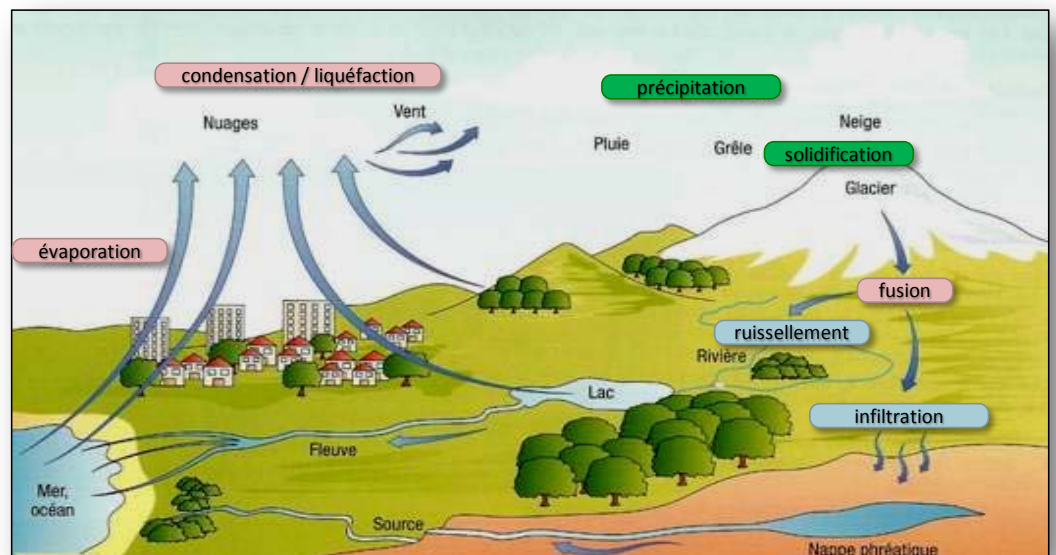 condensation / liquéfaction
précipitation
Vent
Nuages
Neige
Pluie
Grêle
solidification
Glacier
évaporation
fusion
ruissellement
Rivière
Lac
infiltration
Fleuve
Mer,
océan
Source
Nappe phréatique